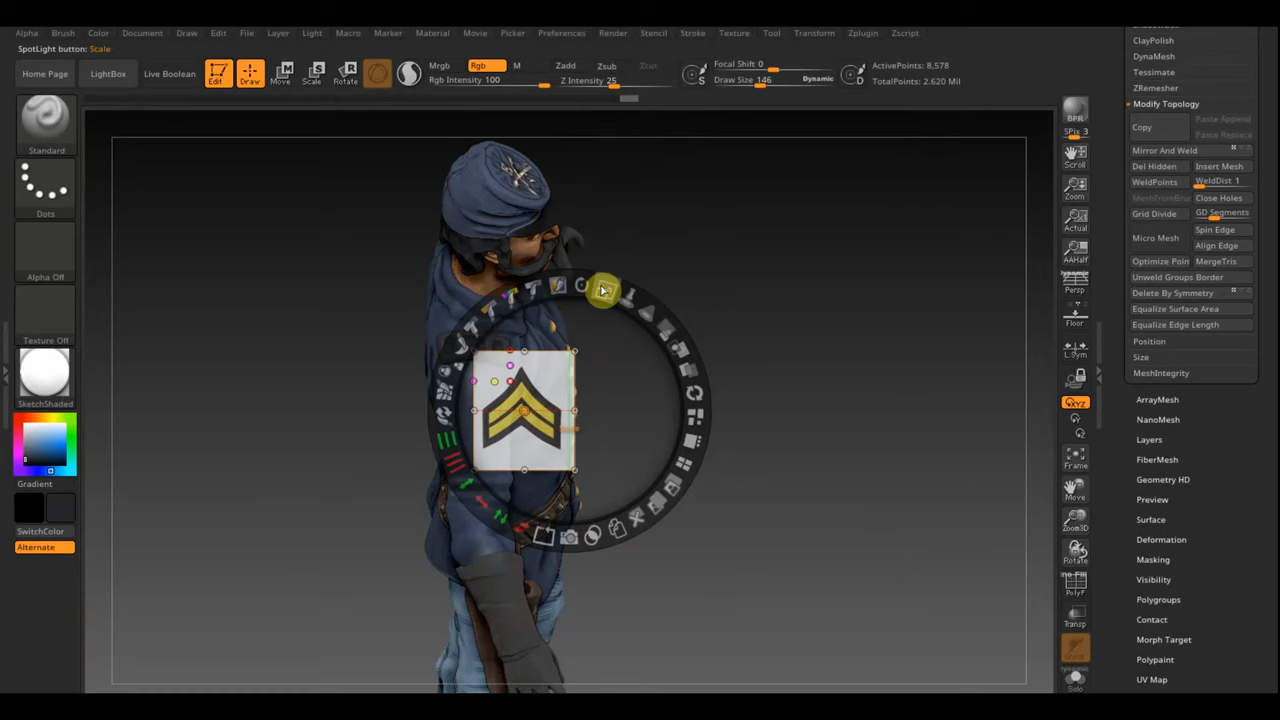 Alpha Brush Color Document Draw Edit File Layer Light Macro Marker Material Movie Picker Preferences Render Stencil Stroke Texture Tool Transform Zplugin Zscript
SpotLight button: Scale
Home Page LightBox Live Boolean Edit Draw Move Scale Rotate
Mrgb Rgb M
Rgb Intensity 100
Zadd Zsub Zcut
Z Intensity 25
Focal Shift 0
Draw Size 146 Dynamic
S D
ActivePoints: 8,578
TotalPoints: 2.620 Mil
Standard
Dots
Alpha Off
Texture Off
SketchShaded
Gradient
SwitchColor
Alternate
BPR
SPix 3
Scroll
Zoom
Actual
AAHalf
Dynamic
Persp
Floor
L.Sym
XYZ
Frame
Move
Zoom3D
Rotate
PolyF
Transp
Ghost
Dynamic
Solo
ClayPolish
DynaMesh
Tessimate
ZRemesher
Modify Topology
Copy Paste Append
Paste Replace
Mirror And Weld
Del Hidden Insert Mesh
WeldPoints WeldDist 1
MeshFromBru Close Holes
Grid Divide GD Segments
Micro Mesh Spin Edge
Align Edge
Optimize Poin MergeTris
Unweld Groups Border
Delete By Symmetry
Equalize Surface Area
Equalize Edge Length
Position
Size
MeshIntegrity
ArrayMesh
NanoMesh
Layers
FiberMesh
Geometry HD
Preview
Surface
Deformation
Masking
Visibility
Polygroups
Contact
Morph Target
Polypaint
UV Map